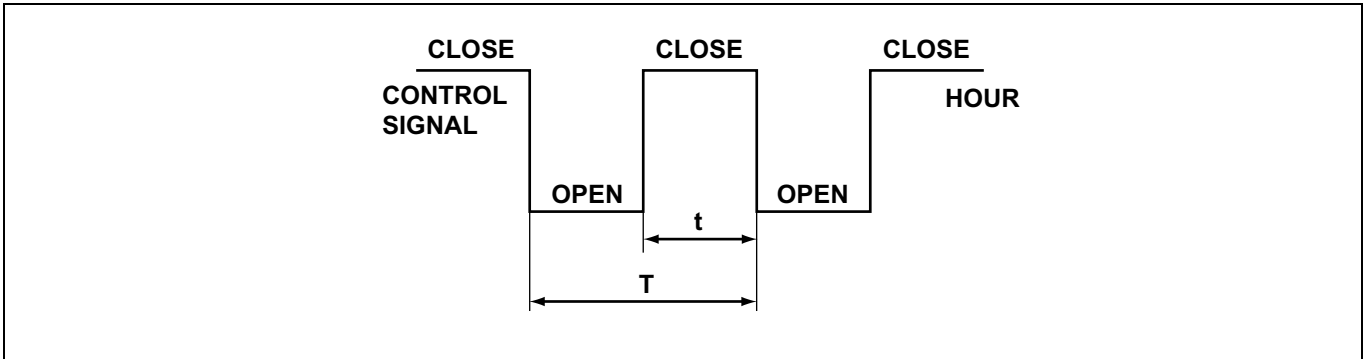 CLOSE CLOSE CLOSE
CONTROL
SIGNAL
HOUR
OPEN OPEN
t
T